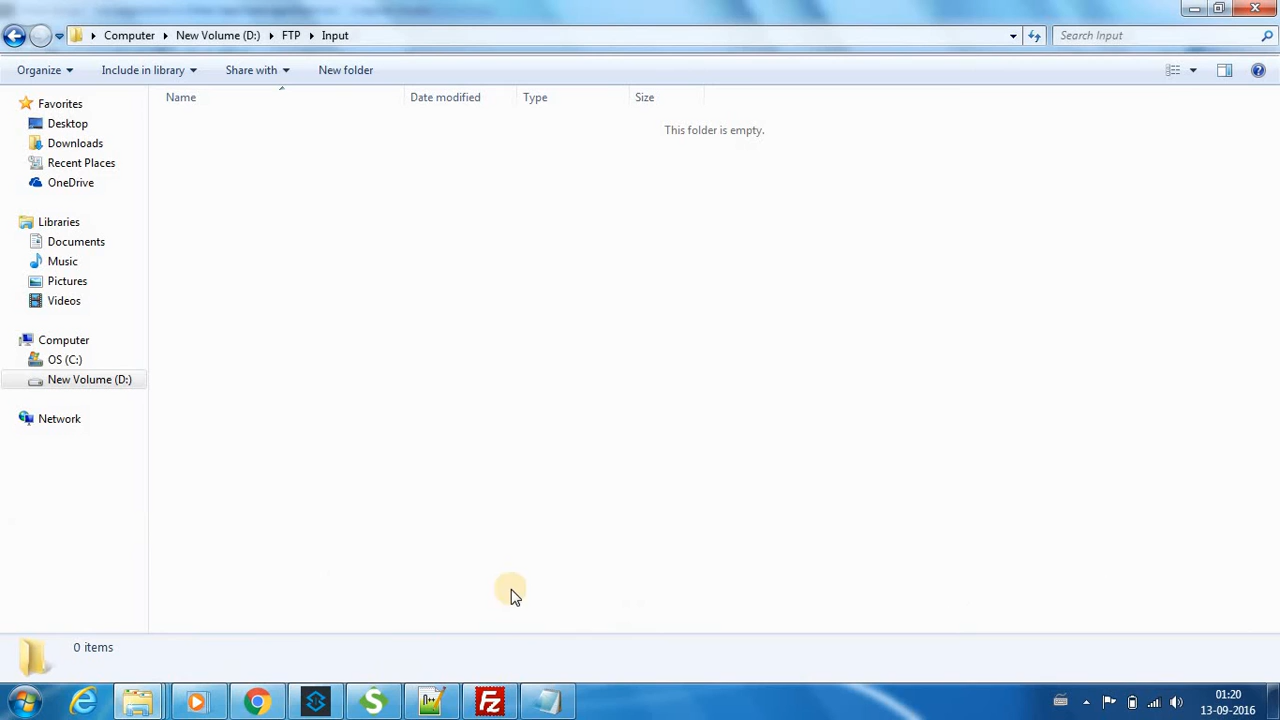 Computer New Volume (D:) FTP Input
Search Input
Organize Include in library Share with New folder
Name Date modified Type Size
This folder is empty.
Favorites
Desktop
Downloads
Recent Places
OneDrive
Libraries
Documents
Music
Pictures
Videos
Computer
OS (C:)
New Volume (D:)
Network
0 items
01:20
13-09-2016